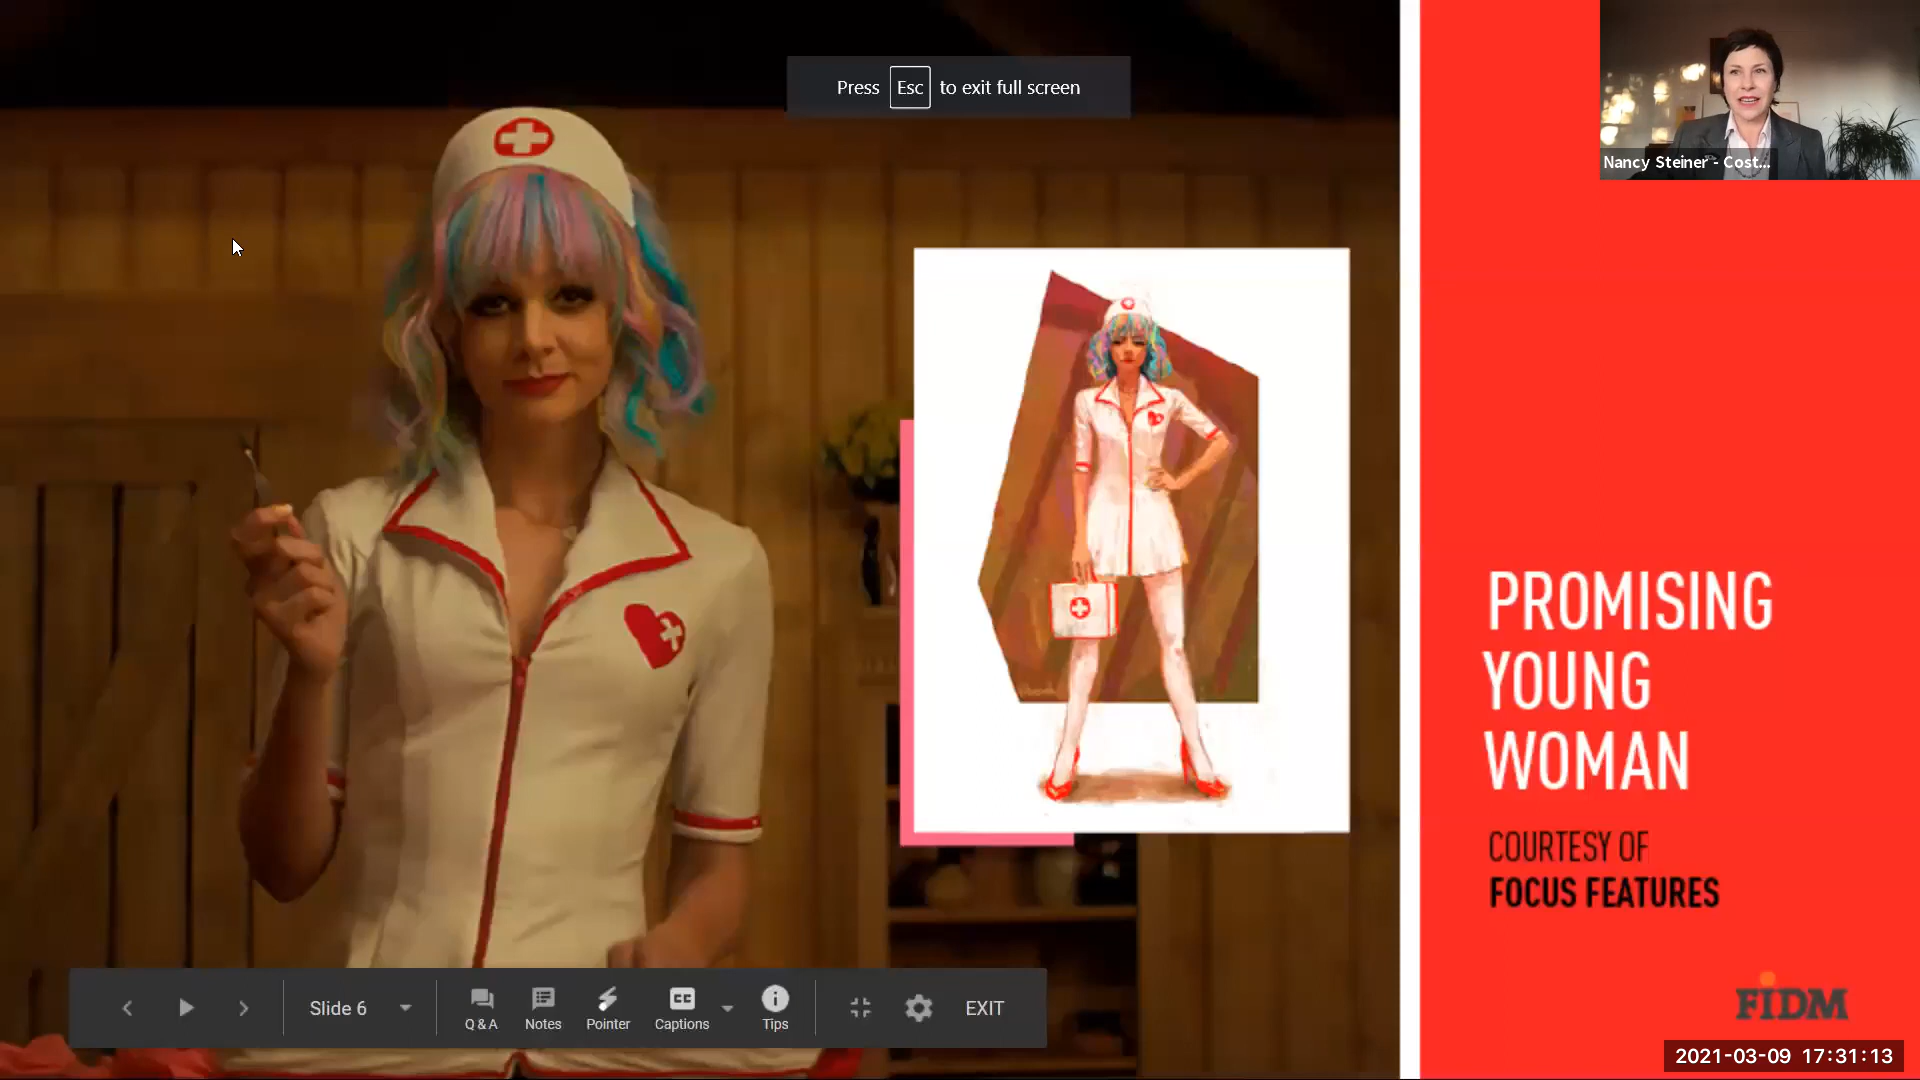 Press Esc to exit full screen
Nancy Steiner - Cost...
PROMISING
YOUNG
WOMAN
COURTESY OF
FOCUS FEATURES
FIDM
Slide 6
Q & A
Notes
Pointer
CC
Captions
Tips
EXIT
2021-03-09 17:31:13